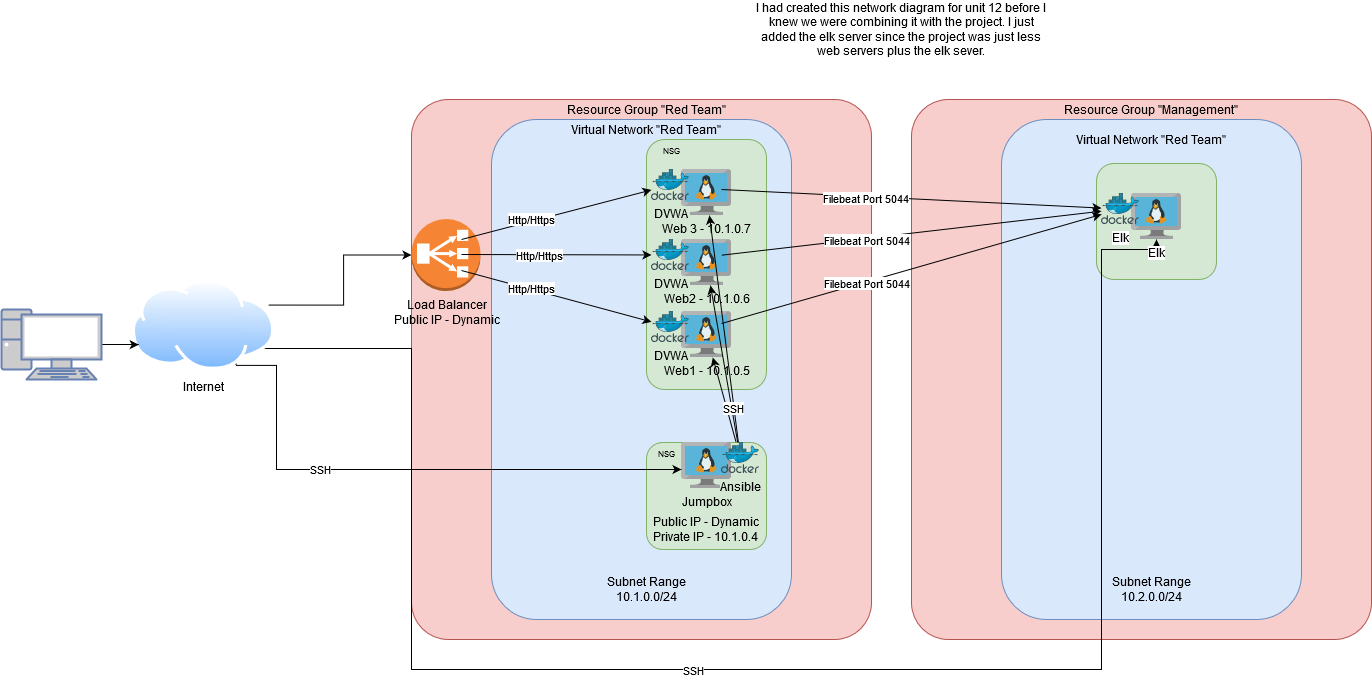 I had created this network diagram for unit 12 before I
knew we were combining it with the project. I just
added the elk server since the project was just less
web servers plus the elk sever.
Resource Group "Red Team"
Virtual Network "Red Team"
NSG
docker
DVWA
Web 3 - 10.1.0.7
docker
DVWA
Web2 - 10.1.0.6
docker
DVWA
Web1 - 10.1.0.5
Http/Https
Http/Https
Http/Https
Load Balancer
Public IP - Dynamic
Internet
SSH
SSH
NSG
docker
Ansible
Jumpbox
Public IP - Dynamic
Private IP - 10.1.0.4
Subnet Range
10.1.0.0/24
Filebeat Port 5044
Filebeat Port 5044
Filebeat Port 5044
Resource Group "Management"
Virtual Network "Red Team"
docker
Elk
Elk
Subnet Range
10.2.0.0/24
SSH